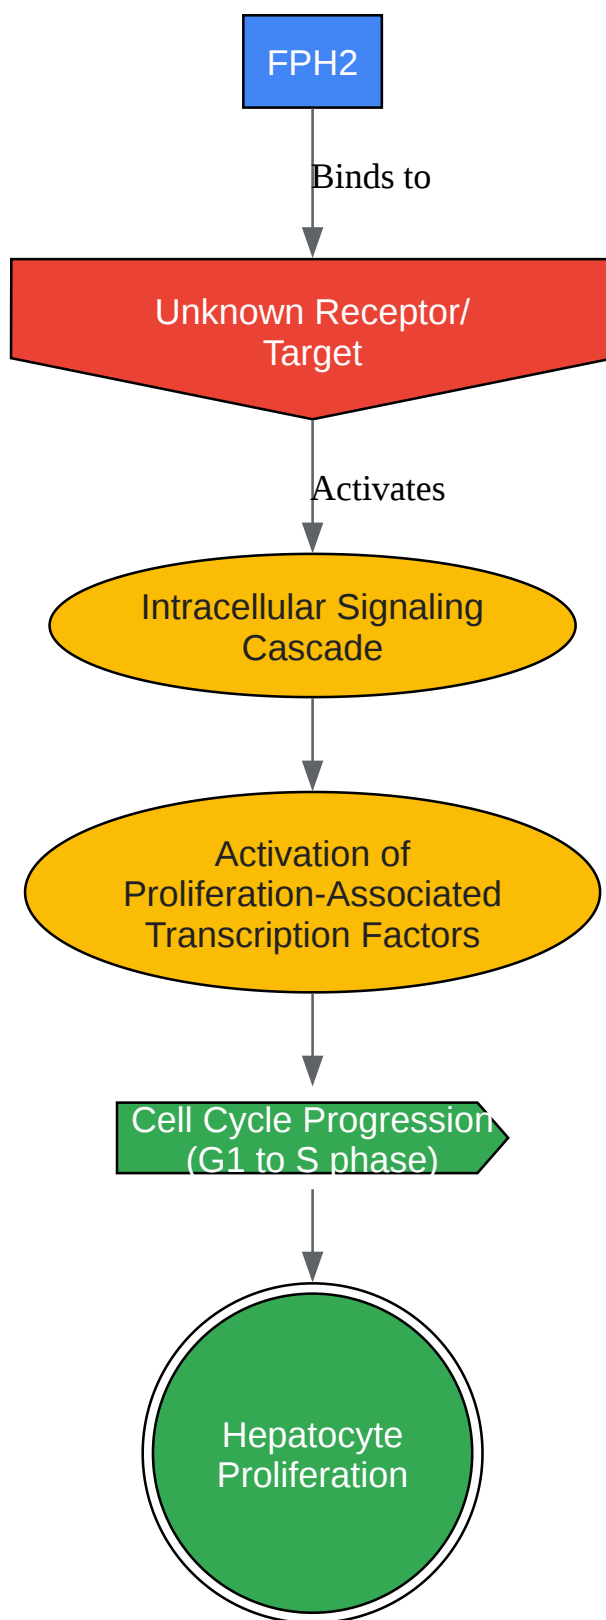 FPH2
Binds to
Unknown Receptor/
Target
Activates
Intracellular Signaling
Cascade
Activation of
Proliferation-Associated
Transcription Factors
Cell Cycle Progression
(G1 to S phase)
Hepatocyte
Proliferation